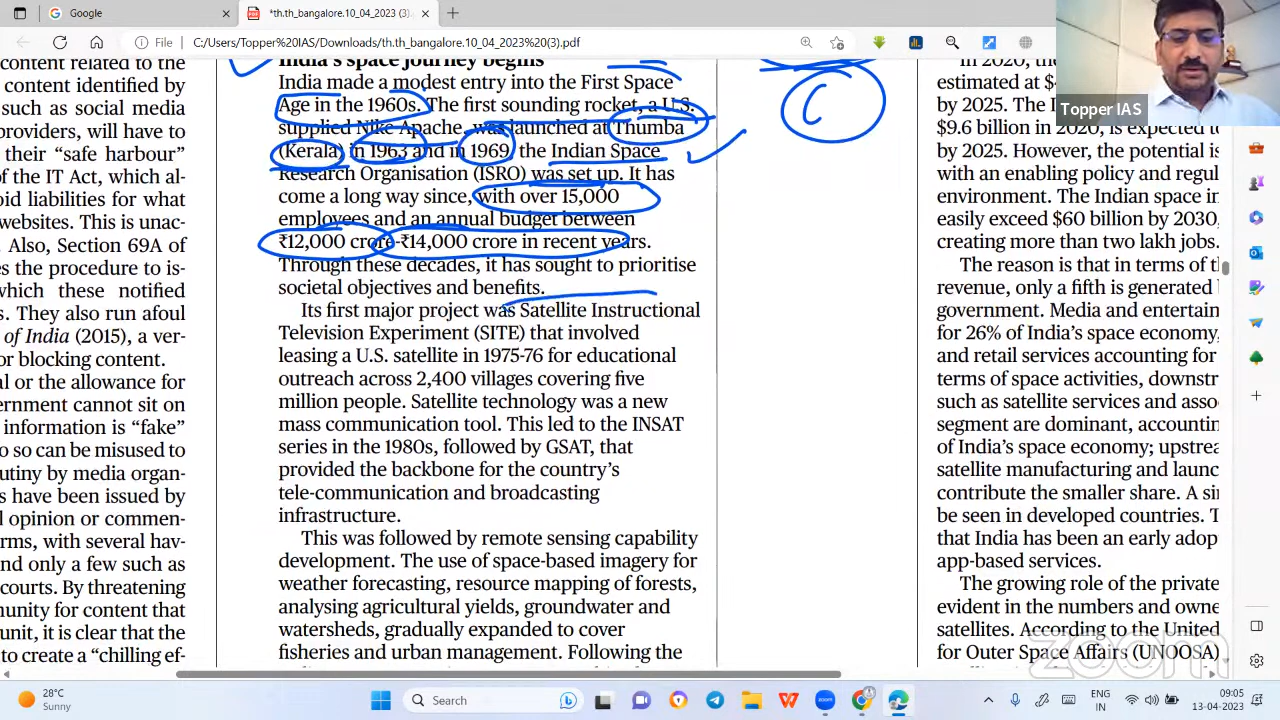 Google
*th.th_bangalore.10_04_2023 (3).
File
C:/Users/Topper%20IAS/Downloads/th.th_bangalore.10_04_2023%20(3).pdf
Topper IAS
content related to the
content identified by
such as social media
providers, will have to
their “safe harbour”
of the IT Act, which al-
oid liabilities for what
websites. This is unac-
. Also, Section 69A of
es the procedure to is-
which these notified
s. They also run afoul
of India (2015), a ver-
or blocking content.
al or the allowance for
ernment cannot sit on
information is “fake”
o so can be misused to
utiny by media organ-
s have been issued by
l opinion or commen-
rms, with several hav-
nd only a few such as
courts. By threatening
munity for content that
unit, it is clear that the
to create a “chilling ef-
India's space journey begins
India made a modest entry into the First Space
Age in the 1960s. The first sounding rocket, a U.S.
supplied Nike Apache, was launched at Thumba
(Kerala) in 1963 and in 1969, the Indian Space
Research Organisation (ISRO) was set up. It has
come a long way since, with over 15,000
employees and an annual budget between
₹12,000 crore-₹14,000 crore in recent years.
Through these decades, it has sought to prioritise
societal objectives and benefits.
Its first major project was Satellite Instructional
Television Experiment (SITE) that involved
leasing a U.S. satellite in 1975-76 for educational
outreach across 2,400 villages covering five
million people. Satellite technology was a new
mass communication tool. This led to the INSAT
series in the 1980s, followed by GSAT, that
provided the backbone for the country’s
tele-communication and broadcasting
infrastructure.
This was followed by remote sensing capability
development. The use of space-based imagery for
weather forecasting, resource mapping of forests,
analysing agricultural yields, groundwater and
watersheds, gradually expanded to cover
fisheries and urban management. Following the
In 2020, the
estimated at $
by 2025. The I
$9.6 billion in 2020, is expected to
by 2025. However, the potential is
with an enabling policy and regul
environment. The Indian space in
easily exceed $60 billion by 2030,
creating more than two lakh jobs.
The reason is that in terms of t
revenue, only a fifth is generated
government. Media and entertain
for 26% of India’s space economy,
and retail services accounting for
terms of space activities, downstr
such as satellite services and asso
segment are dominant, accountin
of India’s space economy; upstrea
satellite manufacturing and launc
contribute the smaller share. A si
be seen in developed countries. T
that India has been an early adop
app-based services.
The growing role of the private
evident in the numbers and owne
satellites. According to the United
for Outer Space Affairs (UNOOSA)
zoom
28°C
Sunny
Search
ENG
IN
09:05
13-04-2023